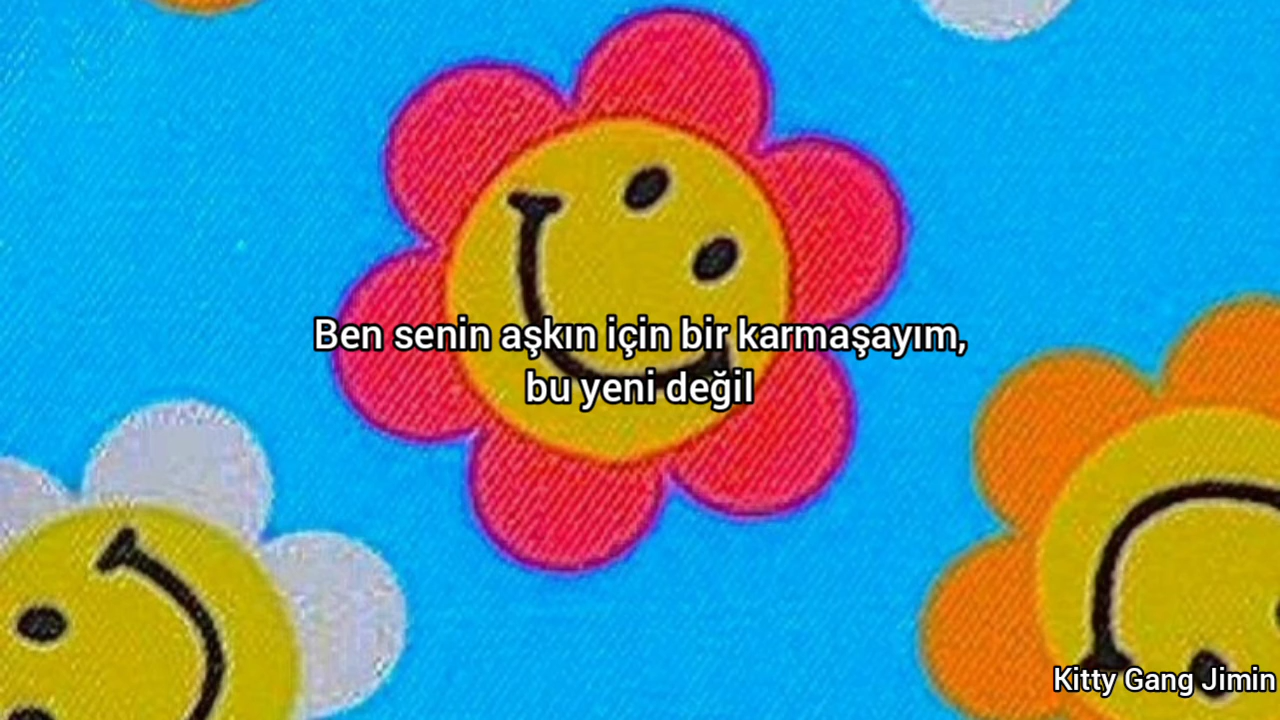 Ben senin aşkın için bir karmaşayım,
bu yeni değil
Kitty Gang Jimin